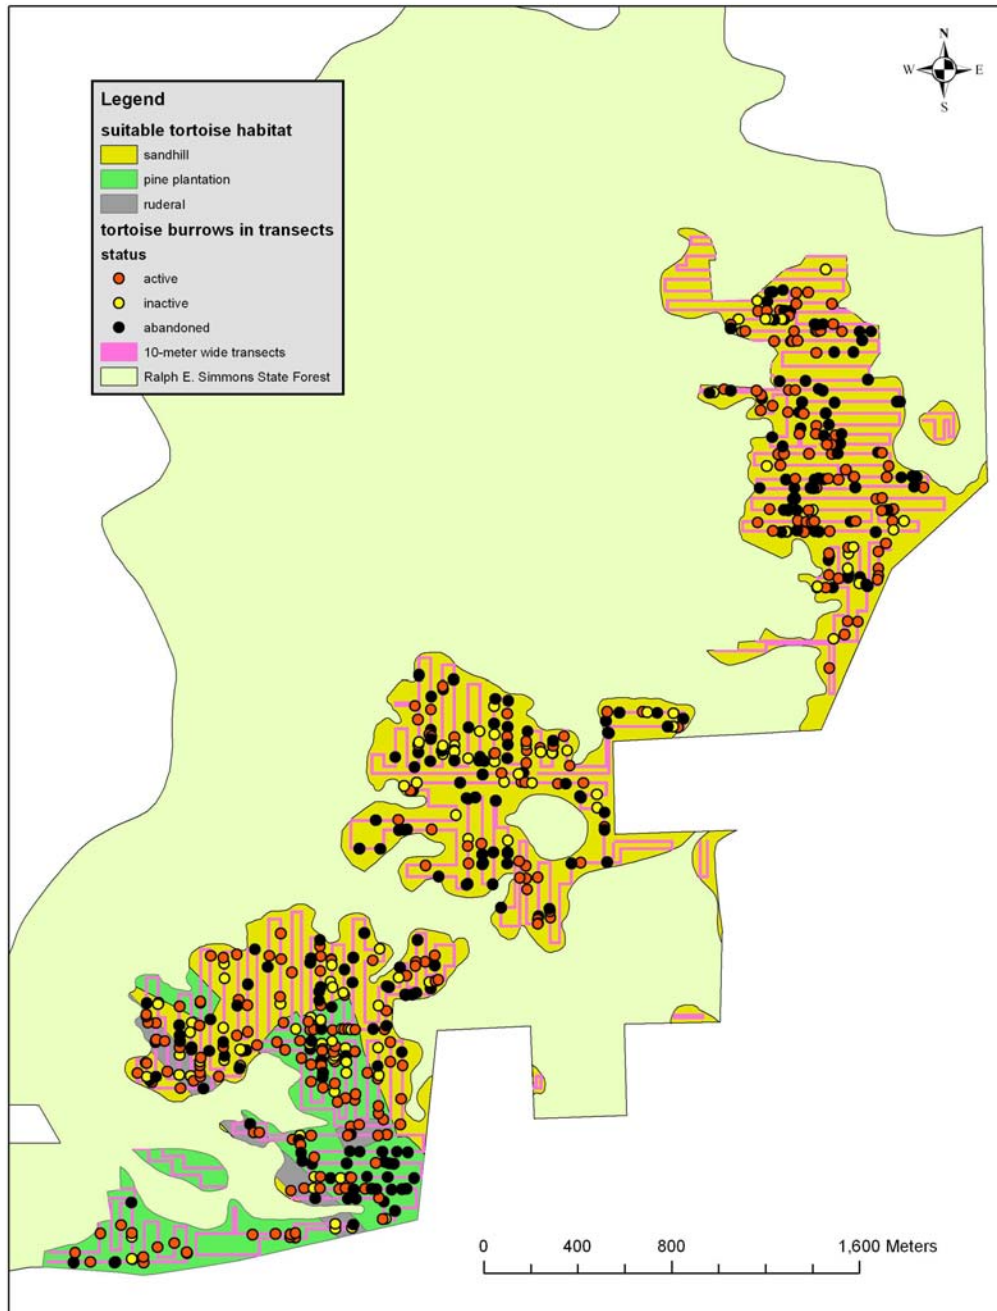 N
W E
S
Legend
suitable tortoise habitat
sandhill
pine plantation
ruderal
tortoise burrows in transects
status
active
inactive
abandoned
10-meter wide transects
Ralph E. Simmons State Forest
0 400 800 1,600 Meters